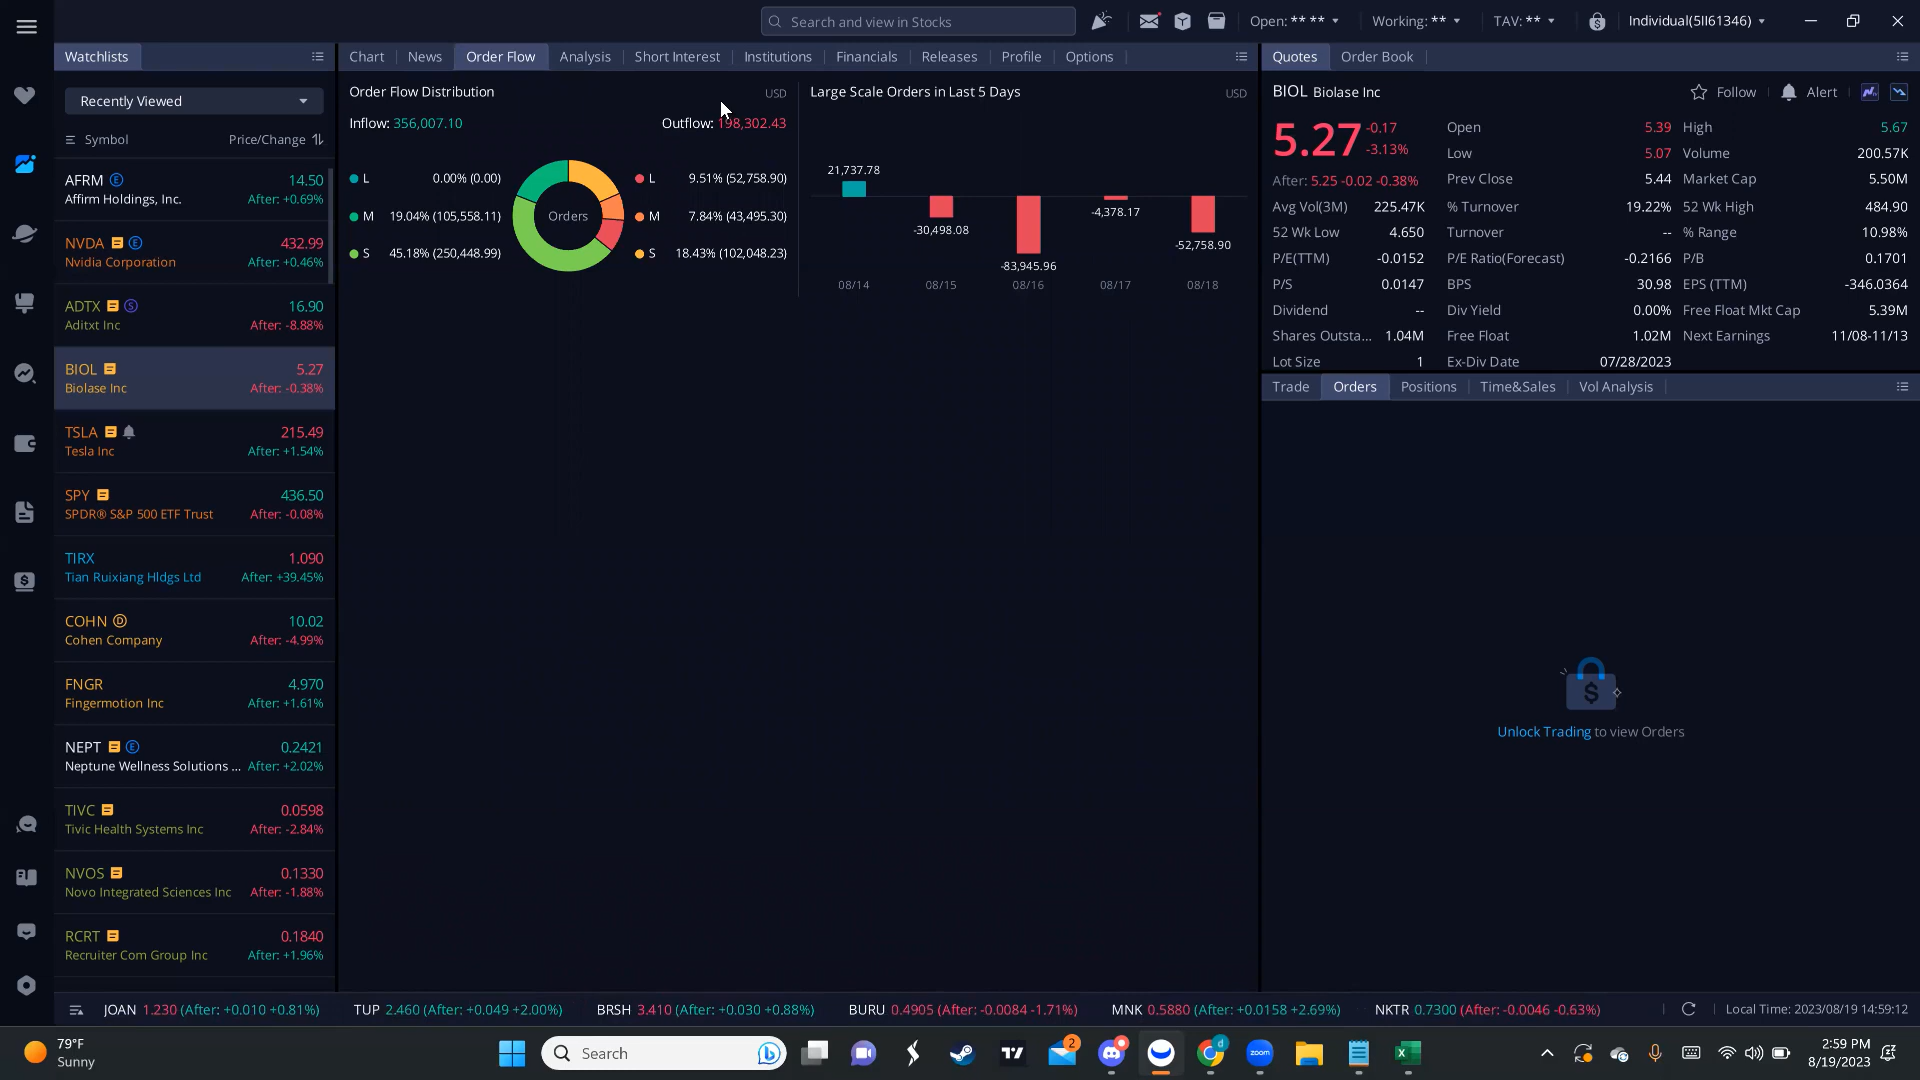 Search and view in Stocks
Open: ** **
Working: **
TAV: **
Individual(5II61346)
Watchlists
Chart
News
Order Flow
Analysis
Short Interest
Institutions
Financials
Releases
Profile
Options
Quotes
Order Book
Recently Viewed
Symbol
Price/Change
AFRM E 14.50
Affirm Holdings, Inc. After: +0.69%
NVDA E 432.99
Nvidia Corporation After: +0.46%
ADTX S 16.90
Aditxt Inc After: -8.88%
BIOL 5.27
Biolase Inc After: -0.38%
TSLA 215.49
Tesla Inc After: +1.54%
SPY 436.50
SPDR® S&P 500 ETF Trust After: -0.08%
TIRX 1.090
Tian Ruixiang Hldgs Ltd After: +39.45%
COHN D 10.02
Cohen Company After: -4.99%
FNGR 4.970
Fingermotion Inc After: +1.61%
NEPT E 0.2421
Neptune Wellness Solutions ... After: +2.02%
TIVC 0.0598
Tivic Health Systems Inc After: -2.84%
NVOS 0.1330
Novo Integrated Sciences Inc After: -1.88%
RCRT 0.1840
Recruiter Com Group Inc After: +1.96%
Order Flow Distribution USD
Inflow: 356,007.10 Outflow: 198,302.43
L 0.00% (0.00) L 9.51% (52,758.90)
M 19.04% (105,558.11) Orders M 7.84% (43,495.30)
S 45.18% (250,448.99) S 18.43% (102,048.23)
Large Scale Orders in Last 5 Days USD
21,737.78
-30,498.08
-83,945.96
-4,378.17
-52,758.90
08/14 08/15 08/16 08/17 08/18
BIOL Biolase Inc Follow Alert
5.27 -0.17
-3.13%
After: 5.25 -0.02 -0.38%
Open 5.39 High 5.67
Low 5.07 Volume 200.57K
Prev Close 5.44 Market Cap 5.50M
Avg Vol(3M) 225.47K % Turnover 19.22% 52 Wk High 484.90
52 Wk Low 4.650 Turnover -- % Range 10.98%
P/E(TTM) -0.0152 P/E Ratio(Forecast) -0.2166 P/B 0.1701
P/S 0.0147 BPS 30.98 EPS (TTM) -346.0364
Dividend -- Div Yield 0.00% Free Float Mkt Cap 5.39M
Shares Outsta... 1.04M Free Float 1.02M Next Earnings 11/08-11/13
Lot Size 1 Ex-Div Date 07/28/2023
Trade
Orders
Positions
Time&Sales
Vol Analysis
$
Unlock Trading to view Orders
JOAN 1.230 (After: +0.010 +0.81%) TUP 2.460 (After: +0.049 +2.00%) BRSH 3.410 (After: +0.030 +0.88%) BURU 0.4905 (After: -0.0084 -1.71%) MNK 0.5880 (After: +0.0158 +2.69%) NKTR 0.7300 (After: -0.0046 -0.63%) Local Time: 2023/08/19 14:59:12
79°F
Sunny
Search
2
zoom
2:59 PM
8/19/2023